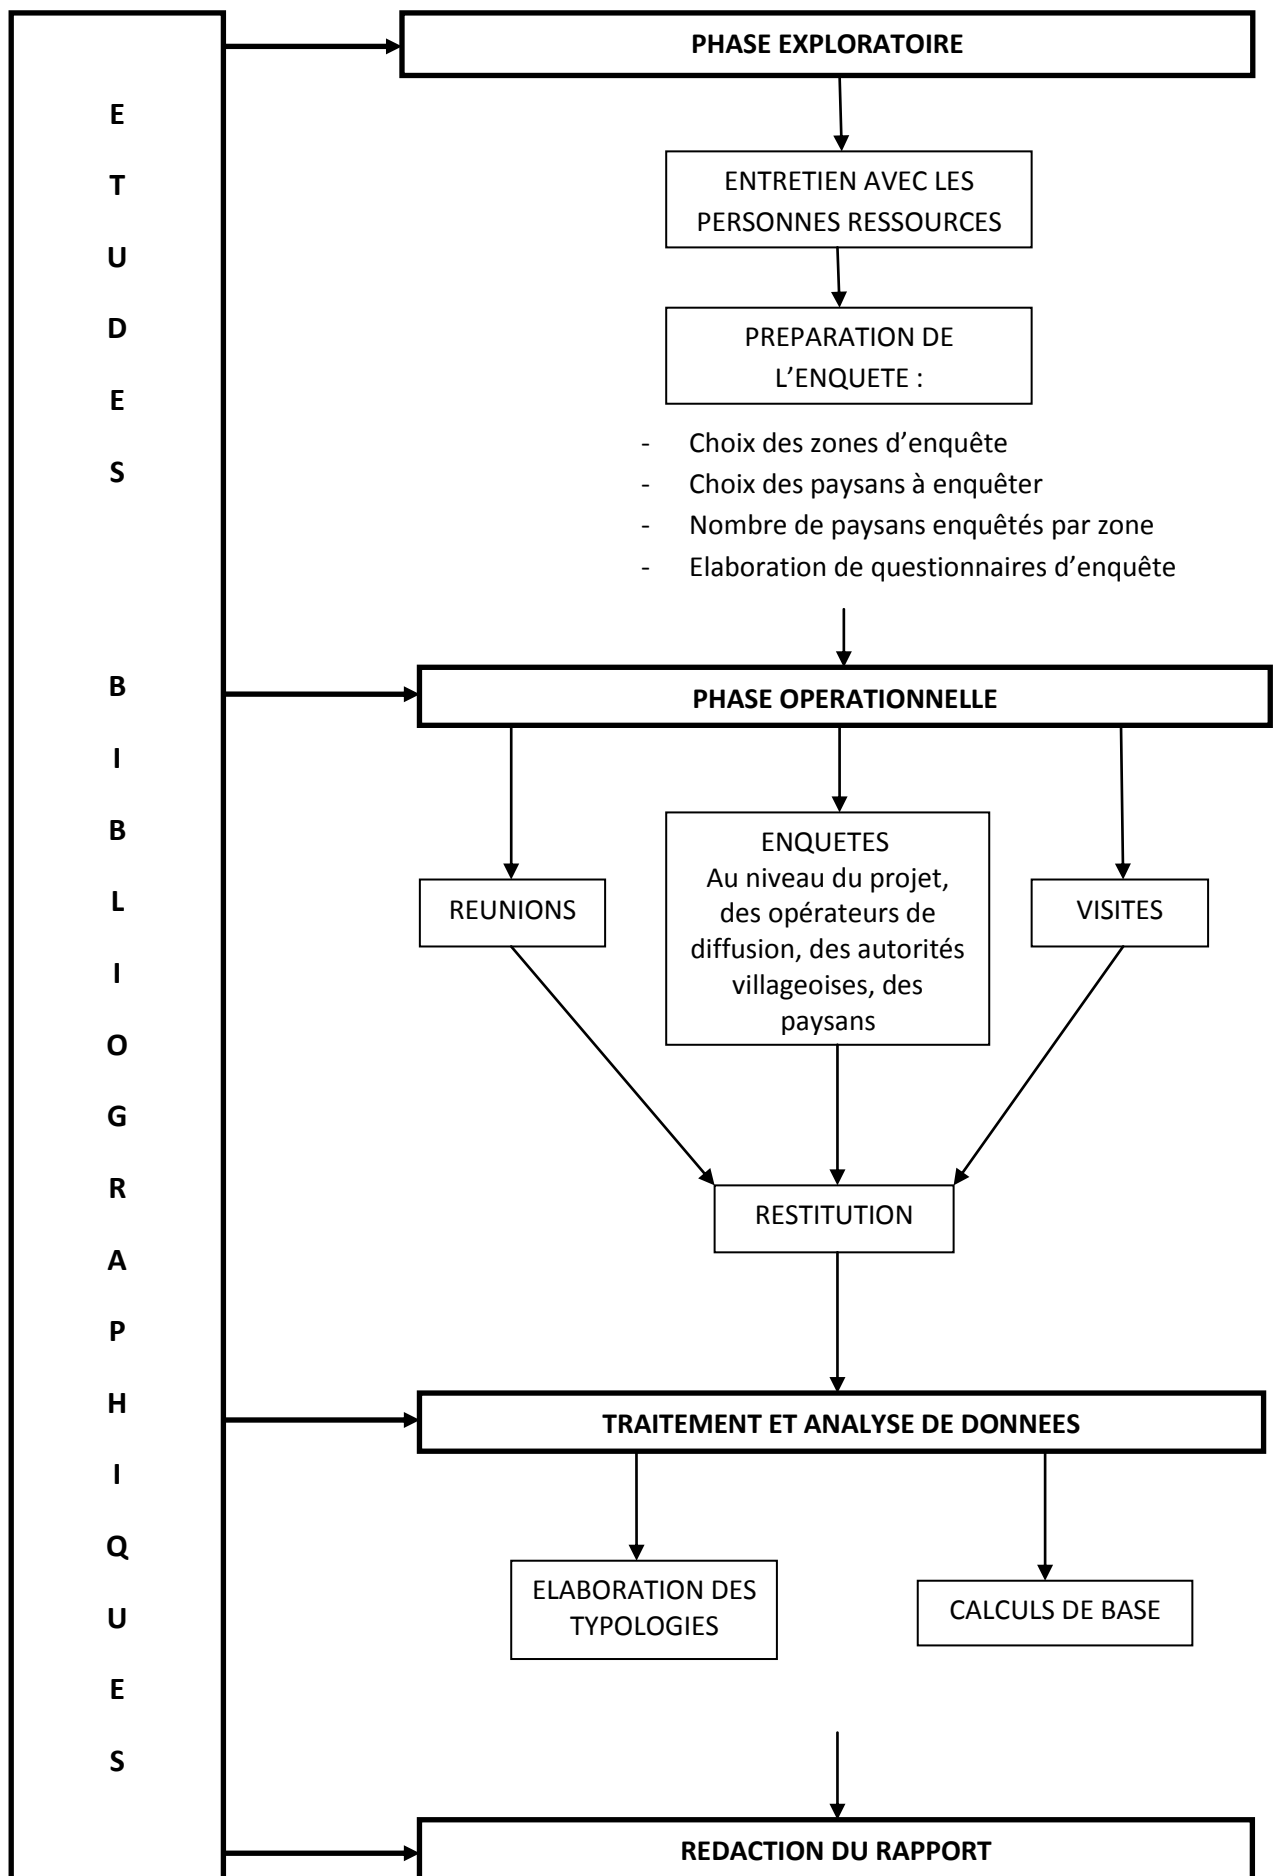 E
T
U
D
E
S
B
I
B
L
I
O
G
R
A
P
H
I
Q
U
E
S
PHASE EXPLORATOIRE
ENTRETIEN AVEC LES
PERSONNES RESSOURCES
PREPARATION DE
L’ENQUETE :
- Choix des zones d’enquête
- Choix des paysans à enquêter
- Nombre de paysans enquêtés par zone
- Elaboration de questionnaires d’enquête
PHASE OPERATIONNELLE
REUNIONS
ENQUETES
Au niveau du projet,
des opérateurs de
diffusion, des autorités
villageoises, des
paysans
VISITES
RESTITUTION
TRAITEMENT ET ANALYSE DE DONNEES
ELABORATION DES
TYPOLOGIES
CALCULS DE BASE
REDACTION DU RAPPORT